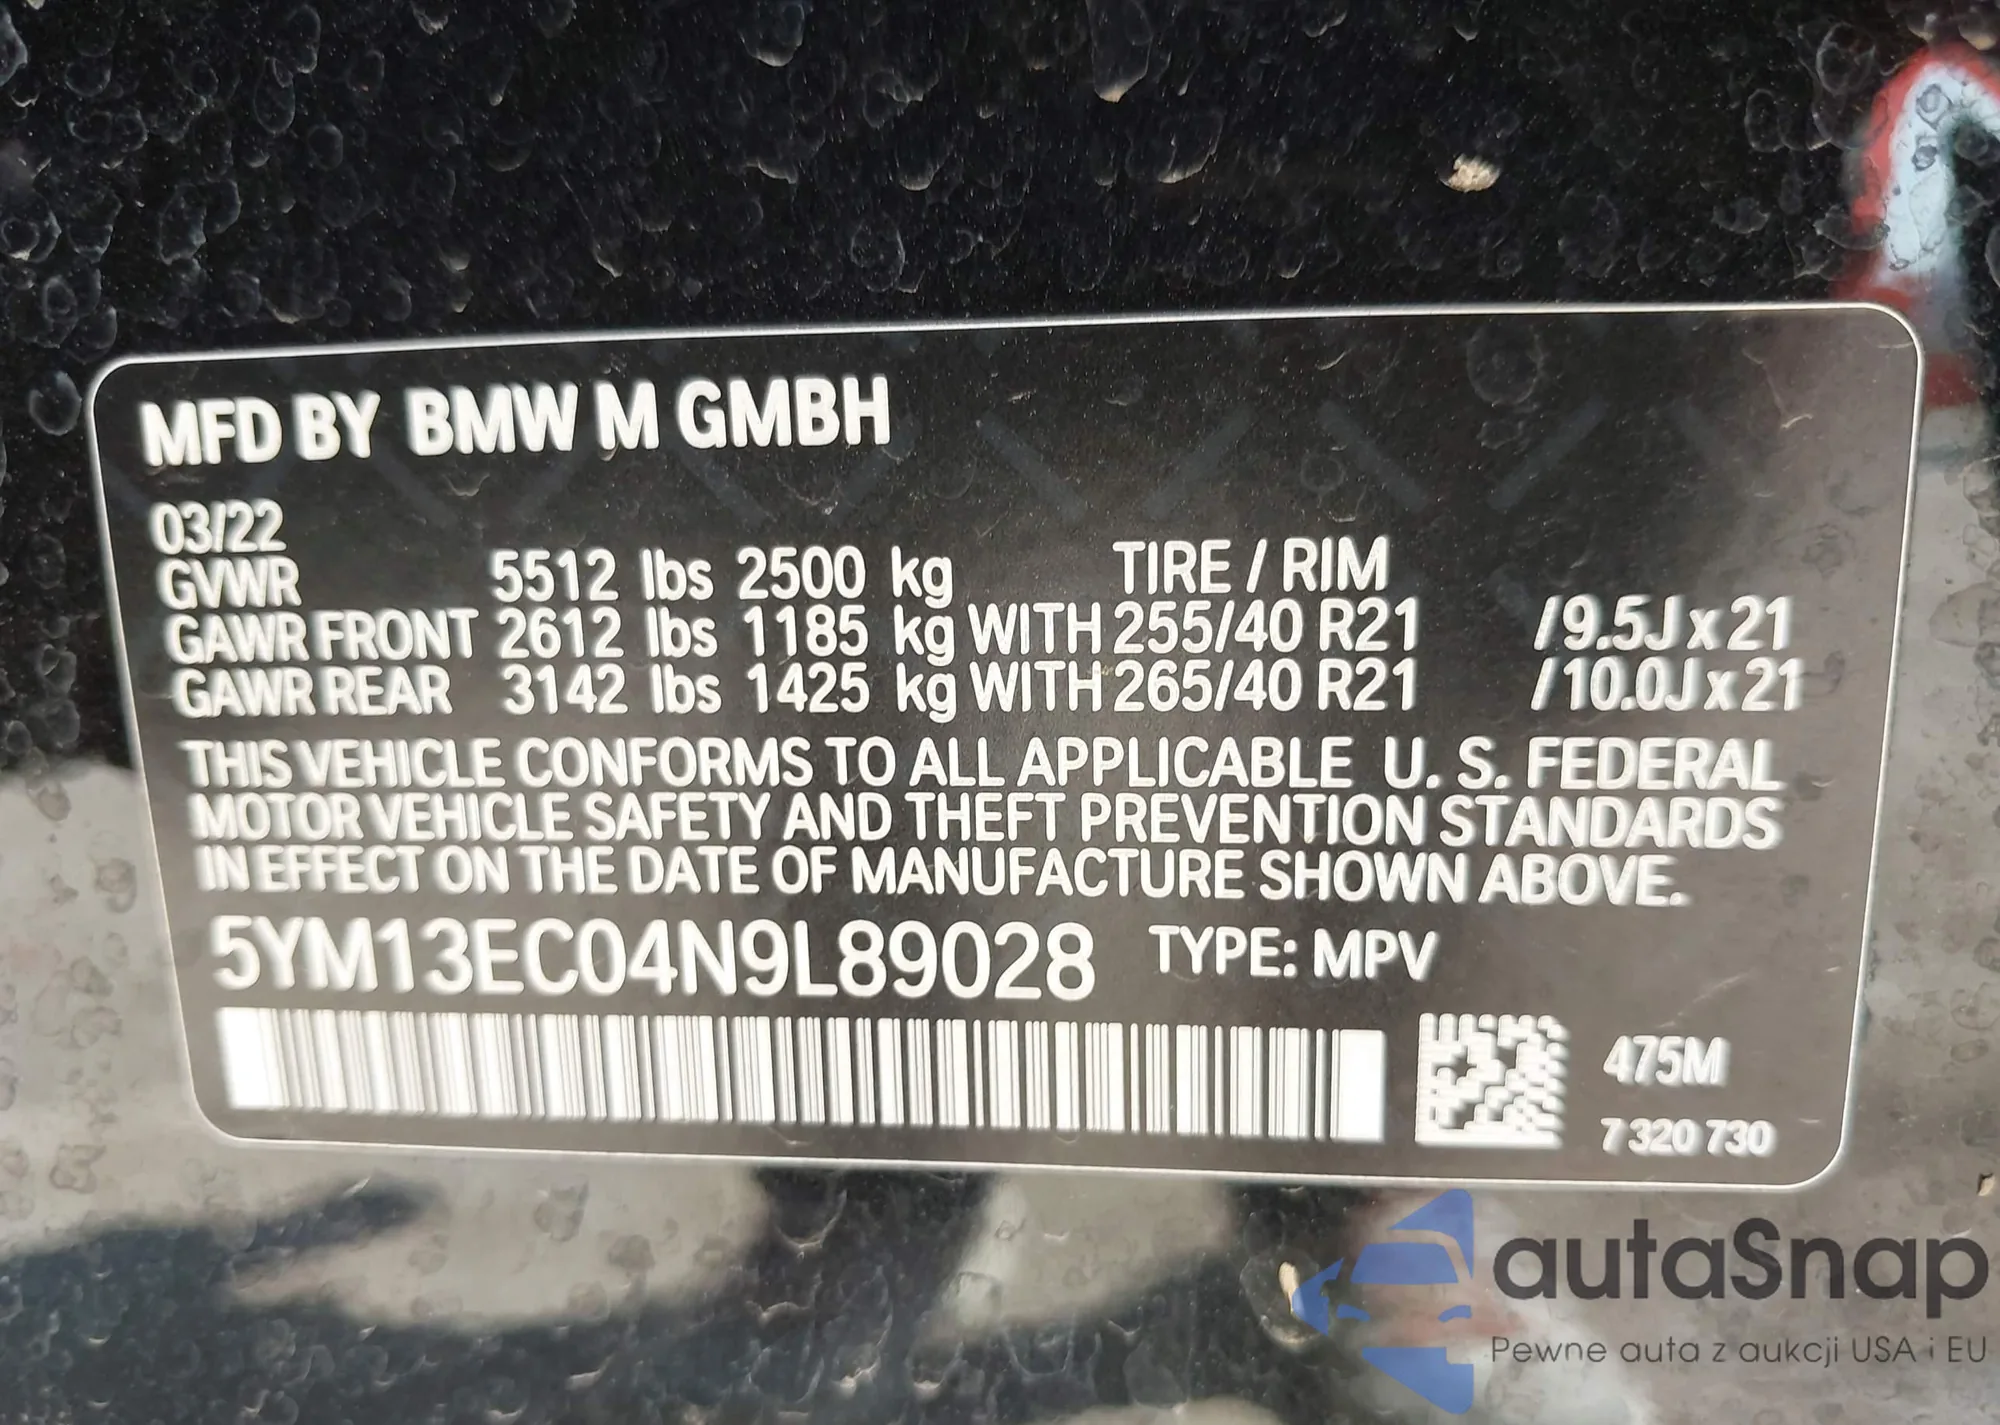 MFD BY BMW M GMBH
03/22
GVWR 5512 lbs 2500 kg TIRE / RIM
GAWR FRONT 2612 lbs 1185 kg WITH 255/40 R21 /9.5J x 21
GAWR REAR 3142 lbs 1425 kg WITH 265/40 R21 /10.0J x 21
THIS VEHICLE CONFORMS TO ALL APPLICABLE U. S. FEDERAL
MOTOR VEHICLE SAFETY AND THEFT PREVENTION STANDARDS
IN EFFECT ON THE DATE OF MANUFACTURE SHOWN ABOVE.
5YM13EC04N9L89028 TYPE: MPV
475M
7 320 730
autaSnap
Pewne auta z aukcji USA i EU